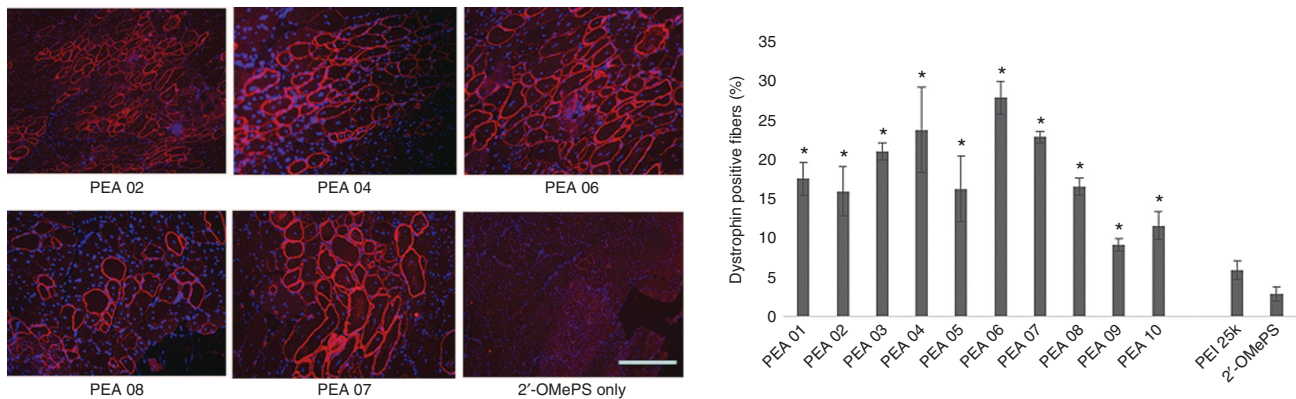 PEA 02
PEA 04
PEA 06
PEA 08
PEA 07
2′-OMePS only
Dystrophin positive fibers (%)
35
30
25
20
15
10
5
0
*
*
*
*
*
*
*
*
*
*
PEA 01
PEA 02
PEA 03
PEA 04
PEA 05
PEA 06
PEA 07
PEA 08
PEA 09
PEA 10
PEI 25k
2′-OMePS